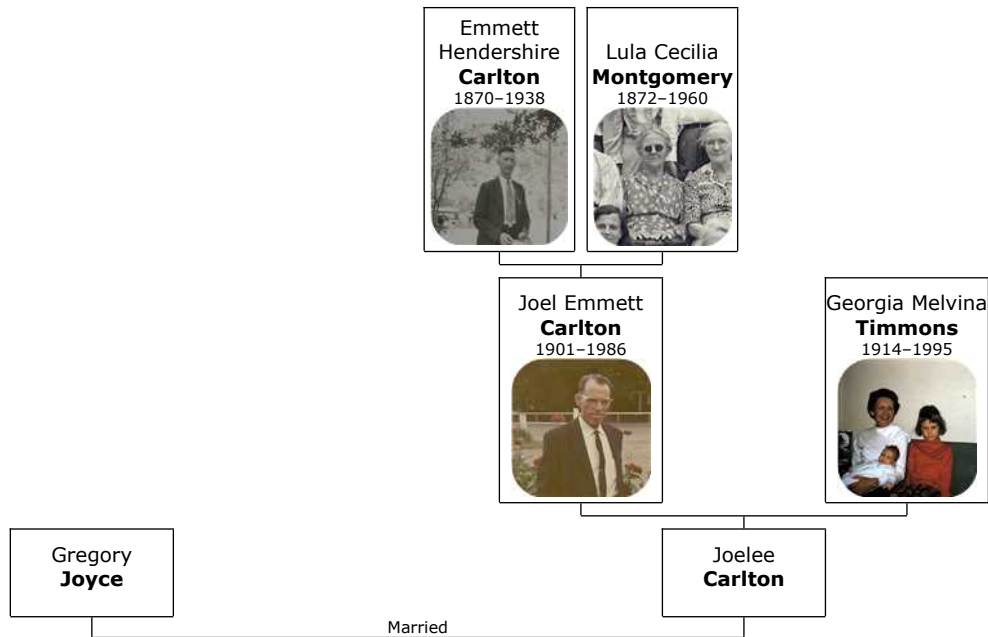 Emmett
Hendershire
Carlton
1870–1938
Lula Cecilia
Montgomery
1872–1960
Joel Emmett
Carlton
1901–1986
Georgia Melvina
Timmons
1914–1995
Gregory
Joyce
Joelee
Carlton
Married